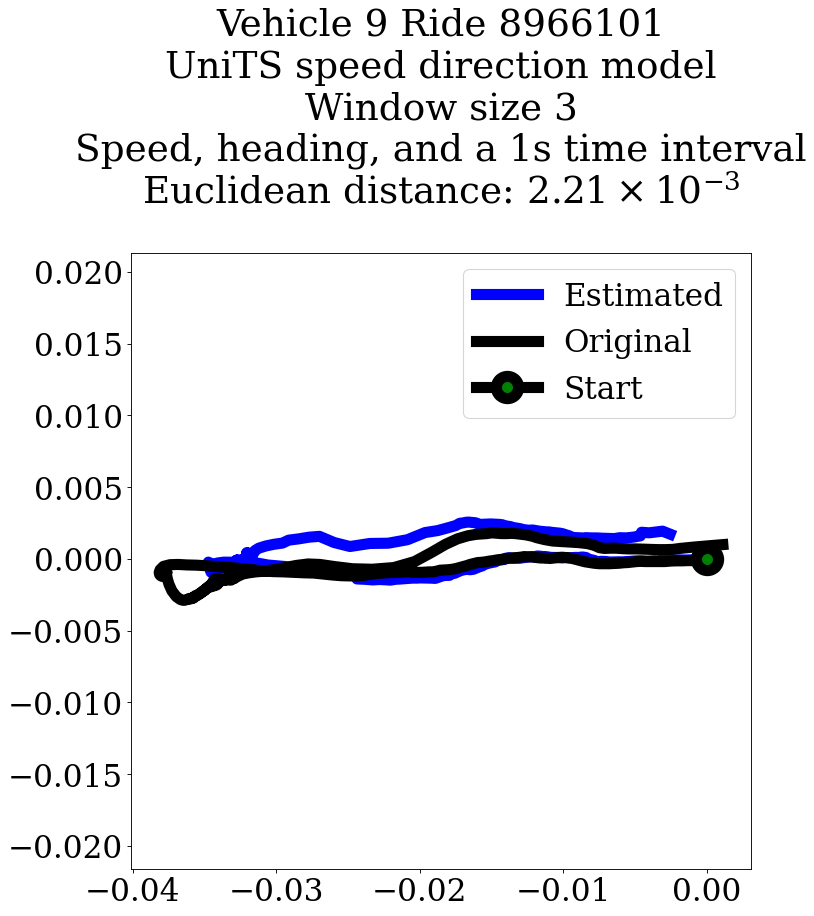 Vehicle 9 Ride 8966101
UniTS speed direction model
Window size 3
Speed, heading, and a 1s time interval
Euclidean distance: 2.21 × 10⁻³
Estimated
Original
Start
0.020
0.015
0.010
0.005
0.000
−0.005
−0.010
−0.015
−0.020
−0.04 −0.03 −0.02 −0.01 0.00